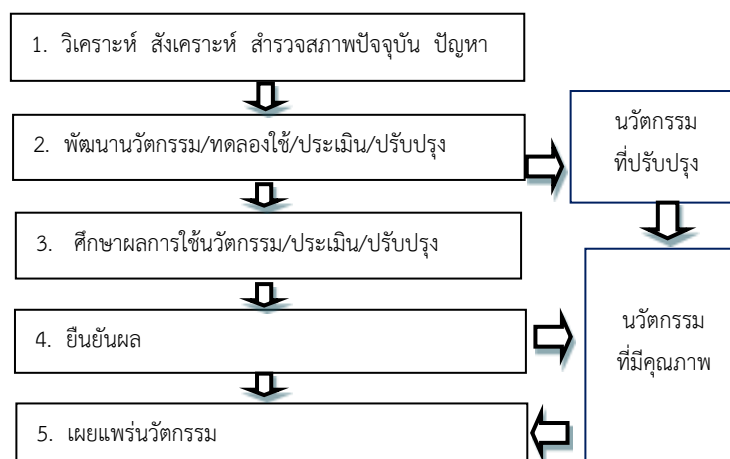 1. วิเคราะห์ สังเคราะห์ สำรวจสภาพปัจจุบัน ปัญหา
2. พัฒนานวัตกรรม/ทดลองใช้/ประเมิน/ปรับปรุง
นวัตกรรม
ที่ปรับปรุง
3. ศึกษาผลการใช้นวัตกรรม/ประเมิน/ปรับปรุง
4. ยืนยันผล
นวัตกรรม
ที่มีคุณภาพ
5. เผยแพร่นวัตกรรม